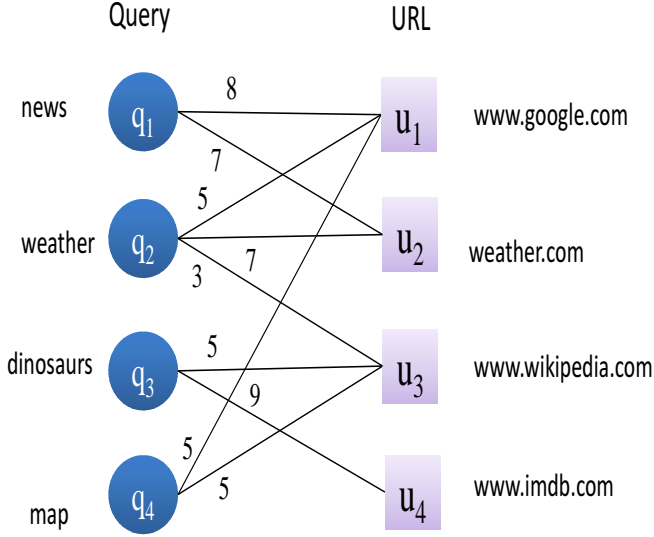 Query URL
news q1 8 u1 www.google.com
7
5
weather q2 7 u2 weather.com
3
dinosaurs q3 5 u3 www.wikipedia.com
9
5
map q4 5 u4 www.imdb.com